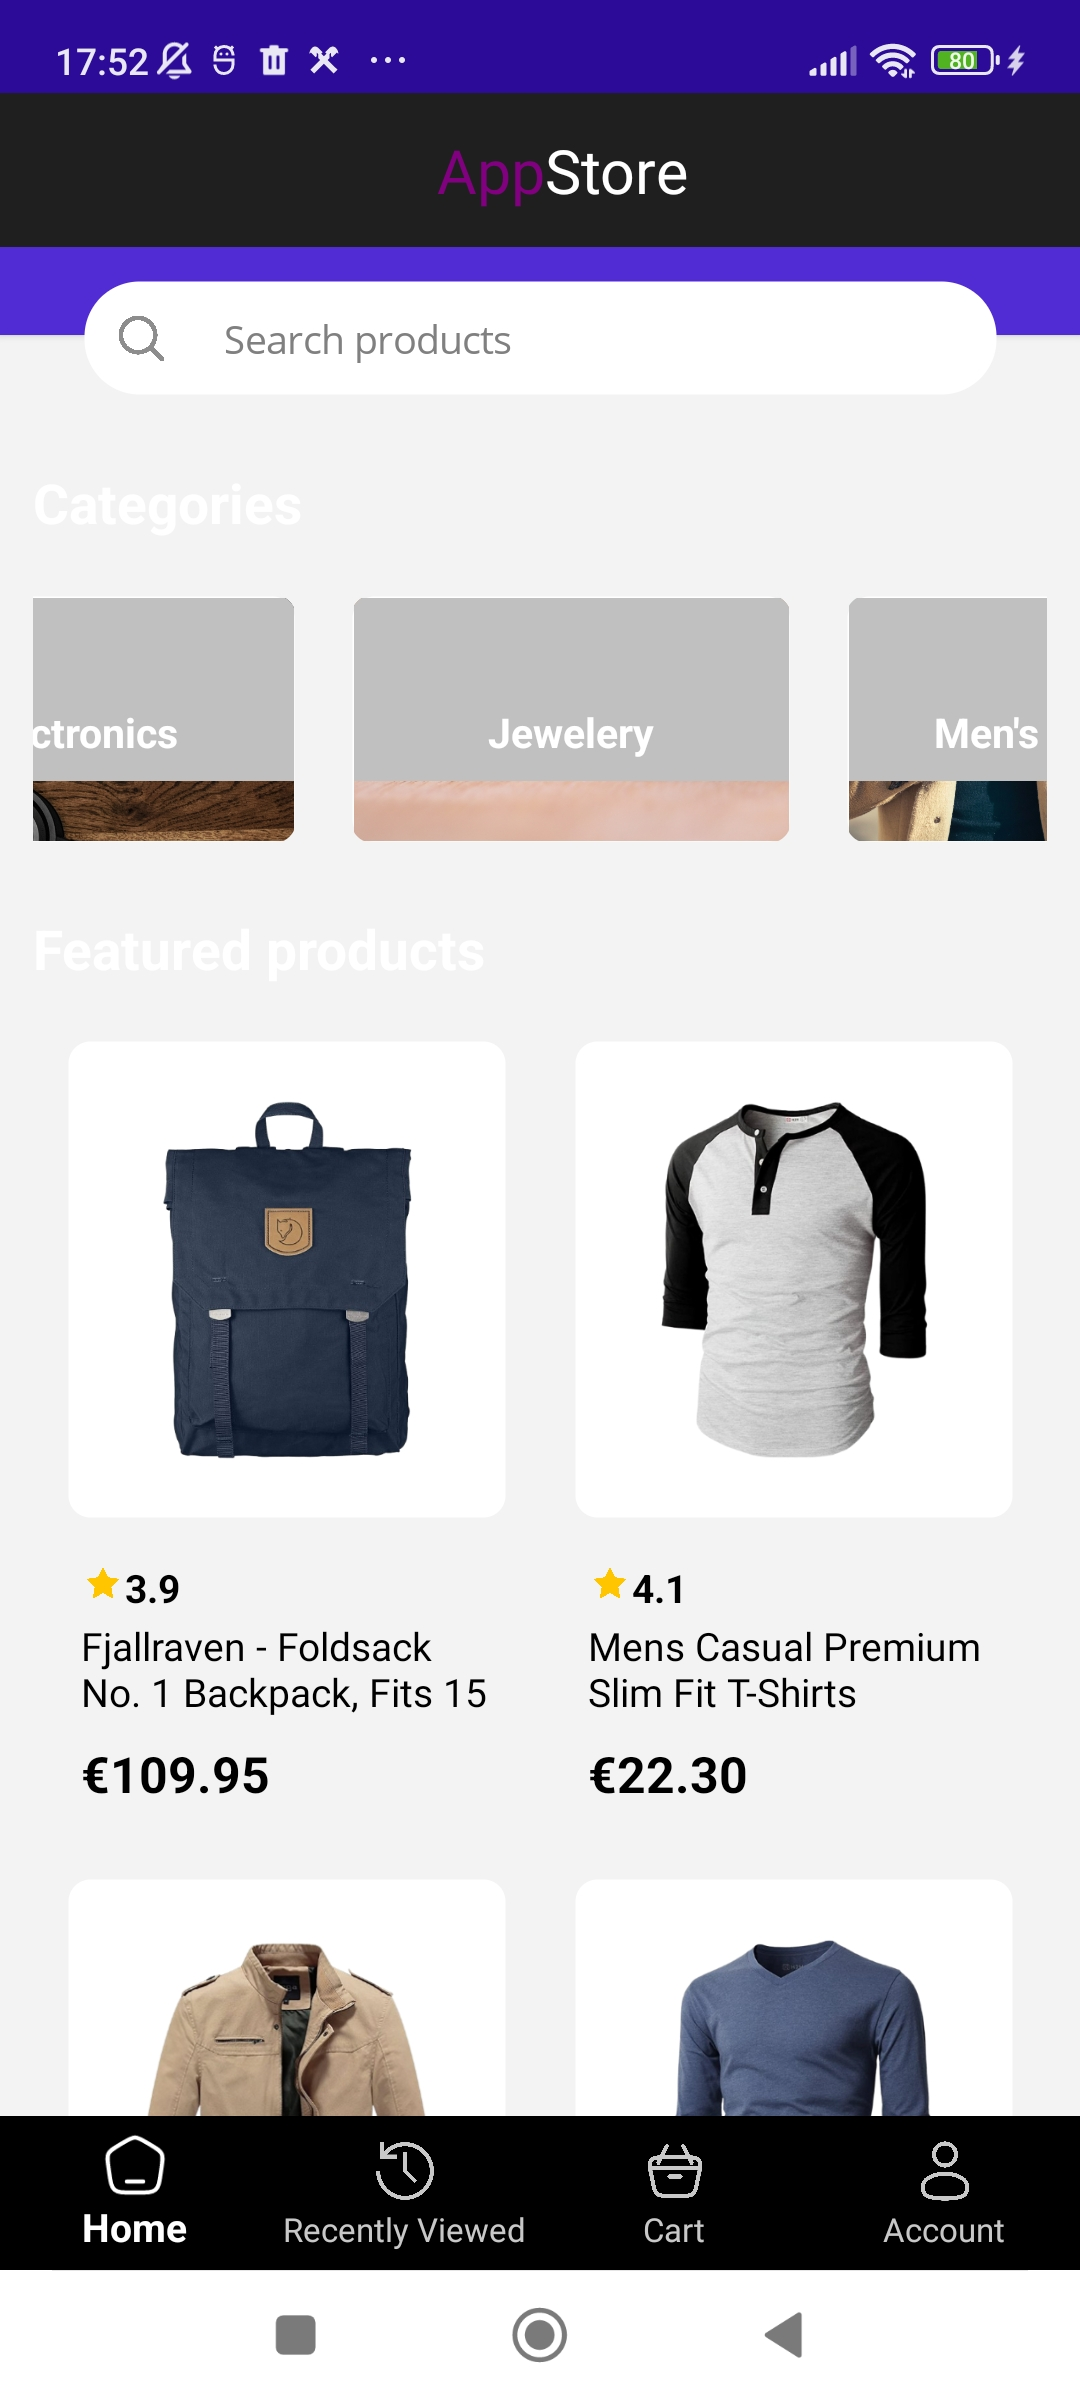 17:52
80
AppStore
Search products
Categories
ctronics
Jewelery
Men's
Featured products
3.9
4.1
Fjallraven - Foldsack
No. 1 Backpack, Fits 15
Mens Casual Premium
Slim Fit T-Shirts
€109.95
€22.30
Home
Recently Viewed
Cart
Account